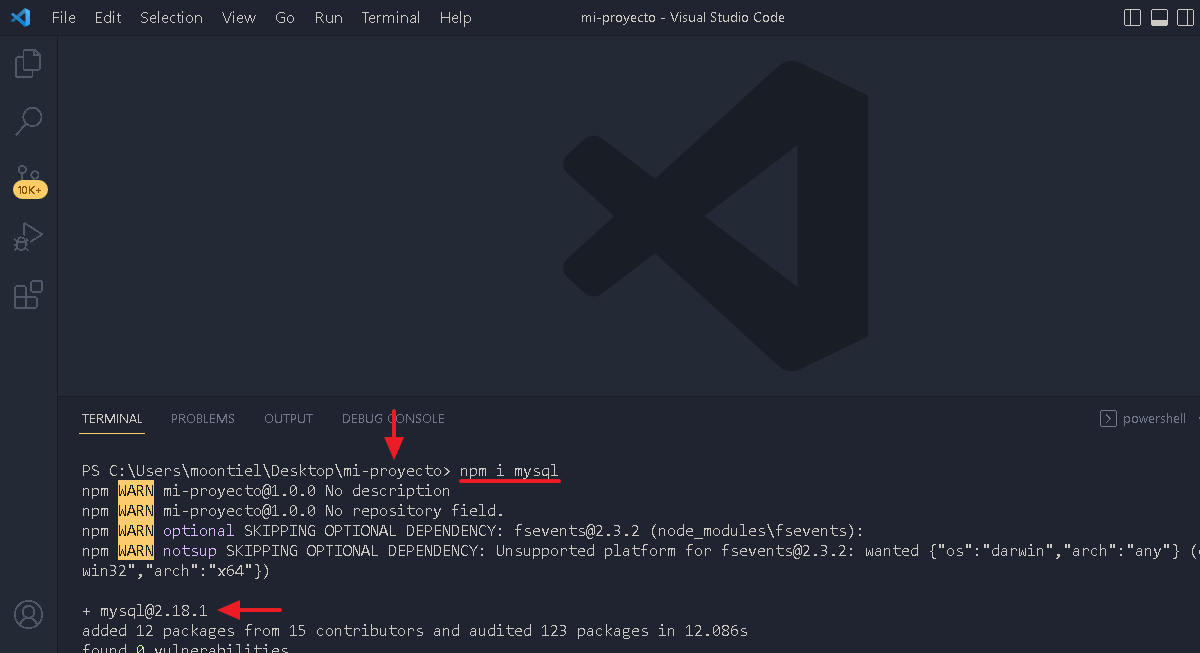 File Edit Selection View Go Run Terminal Help mi-proyecto - Visual Studio Code
10K+
TERMINAL PROBLEMS OUTPUT DEBUG CONSOLE powershell
PS C:\Users\moontiel\Desktop\mi-proyecto> npm i mysql
npm WARN mi-proyecto@1.0.0 No description
npm WARN mi-proyecto@1.0.0 No repository field.
npm WARN optional SKIPPING OPTIONAL DEPENDENCY: fsevents@2.3.2 (node_modules\fsevents):
npm WARN notsup SKIPPING OPTIONAL DEPENDENCY: Unsupported platform for fsevents@2.3.2: wanted {"os":"darwin","arch":"any"} (
win32","arch":"x64"})
+ mysql@2.18.1
added 12 packages from 15 contributors and audited 123 packages in 12.086s
found 0 vulnerabilities